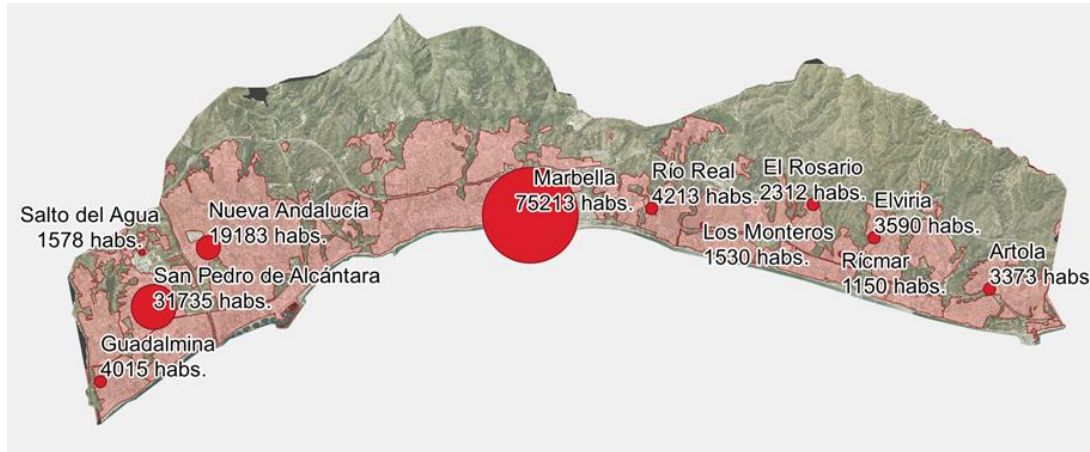 Marbella
75213 habs.
Río Real
4213 habs.
El Rosario
2312 habs.
Elviria
3590 habs.
Salto del Agua
1578 habs.
Nueva Andalucía
19183 habs.
Los Monteros
1530 habs.
Rícmar
1150 habs.
Artola
3373 habs
San Pedro de Alcántara
31735 habs.
Guadalmina
4015 habs.